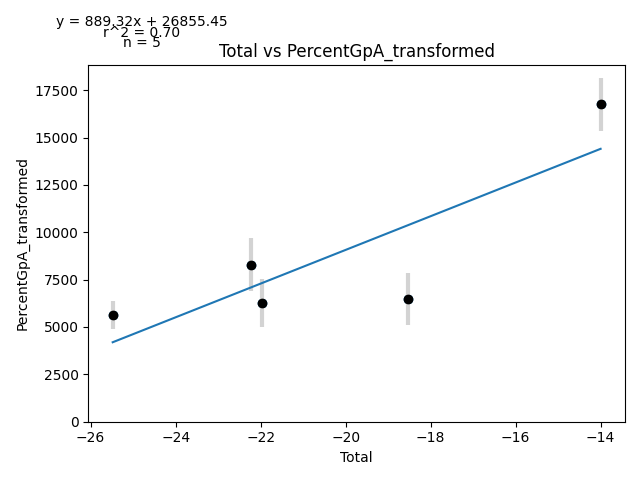 y = 889.32x + 26855.45
r^2 = 0.70
n = 5
Total vs PercentGpA_transformed
PercentGpA_transformed
17500
15000
12500
10000
7500
5000
2500
0
−26
−24
−22
−20
−18
−16
−14
Total